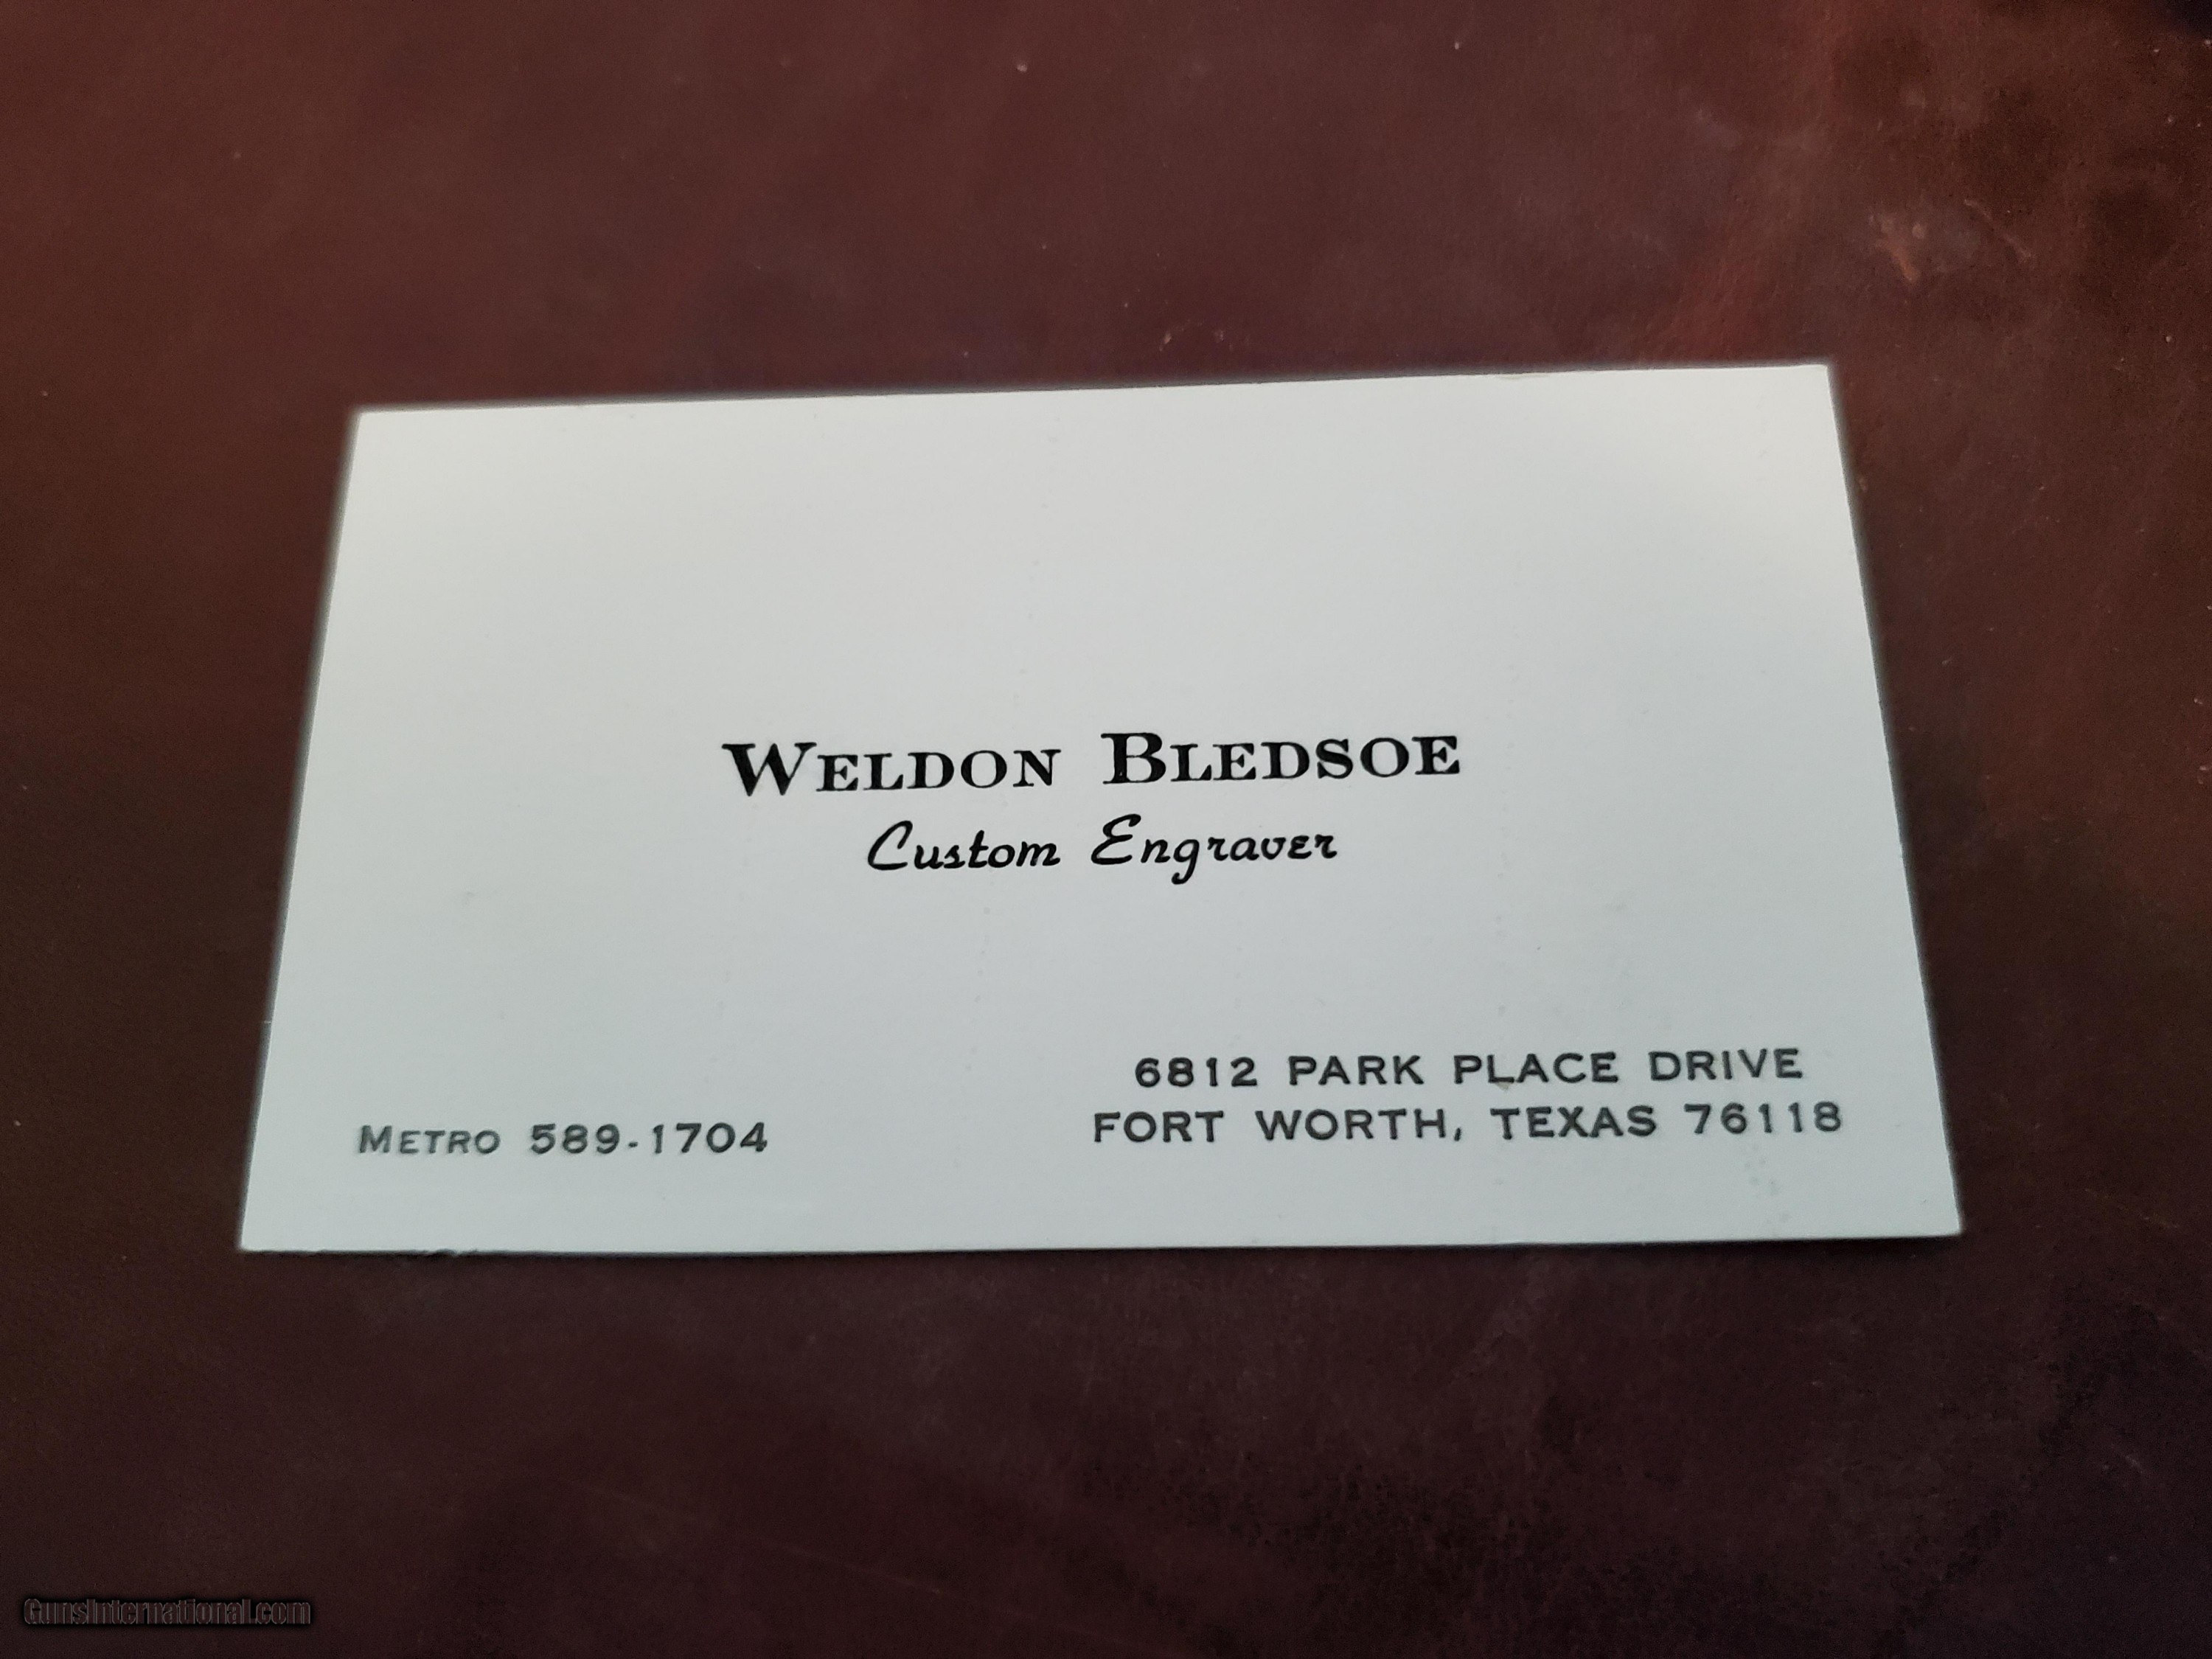 WELDON BLEDSOE
Custom Engraver
METRO 589-1704
6812 PARK PLACE DRIVE
FORT WORTH, TEXAS 76118
GunsInternational.com